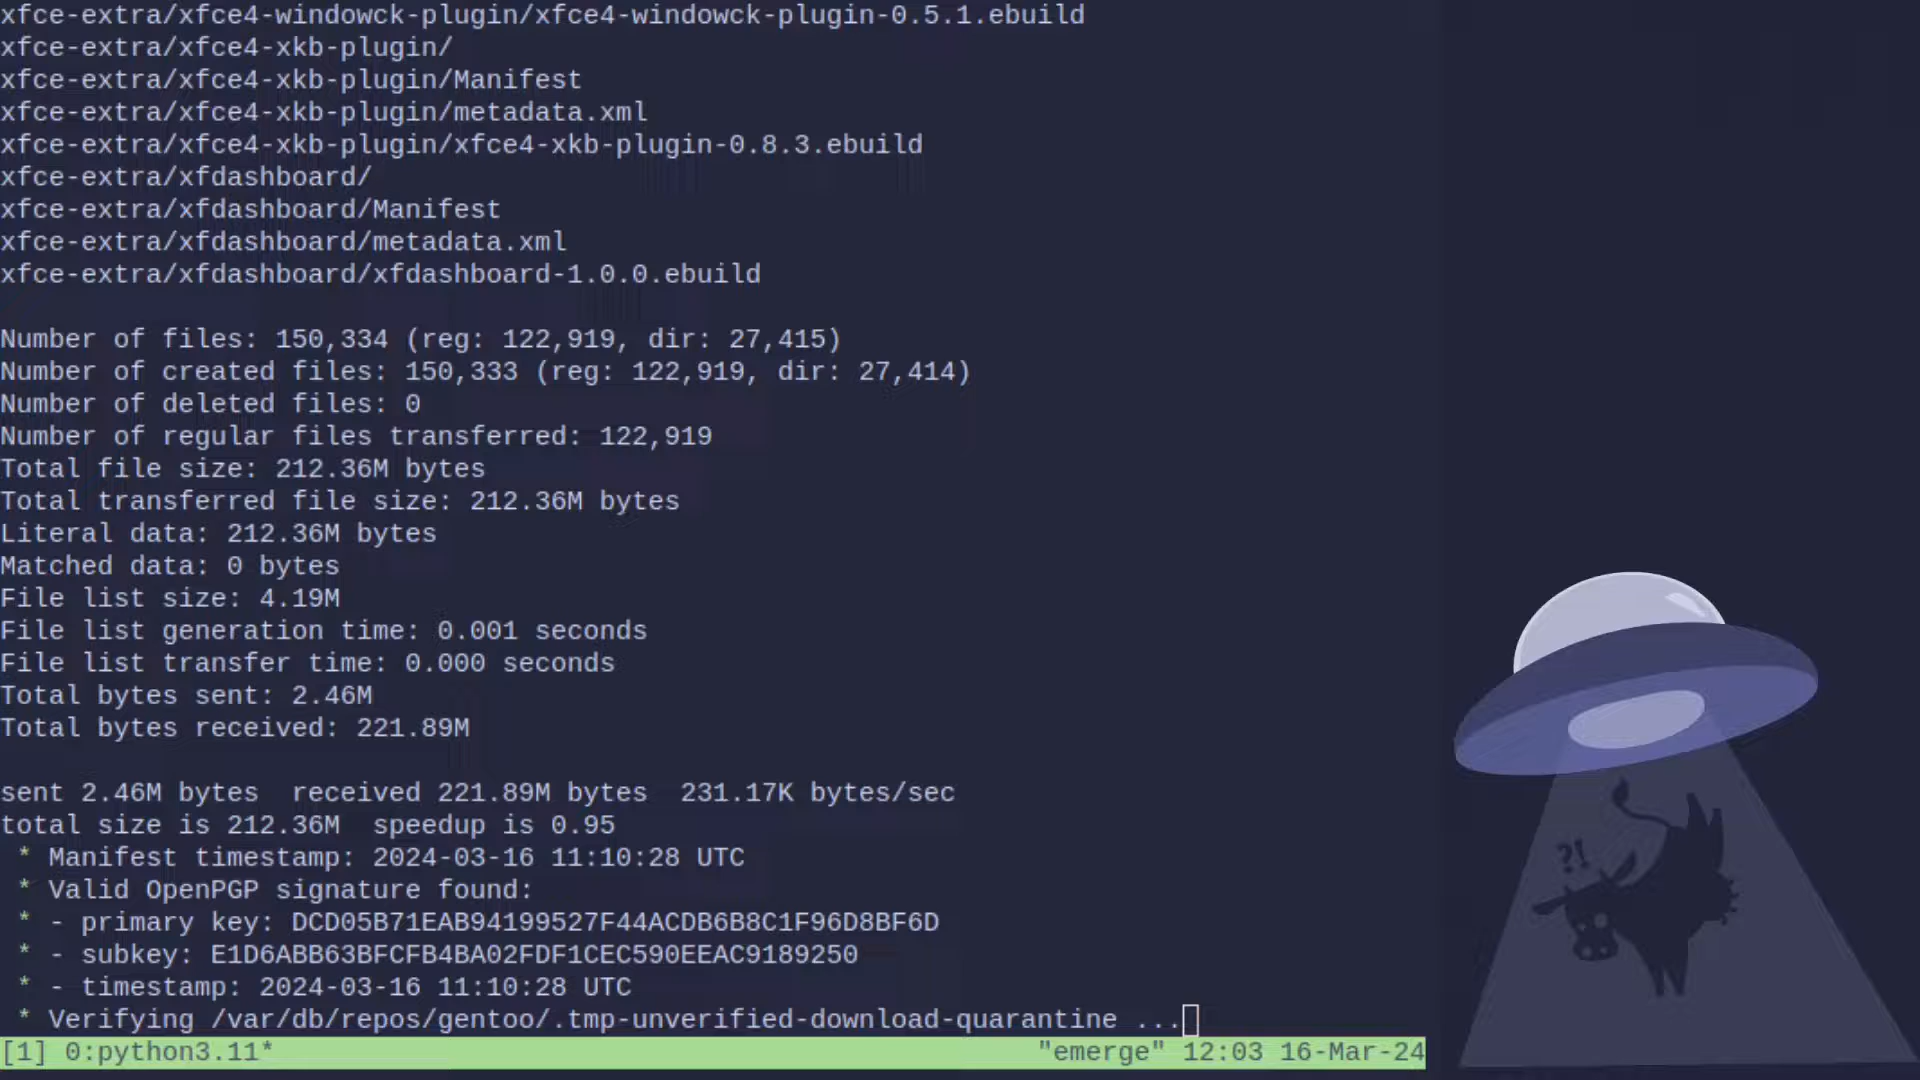 xfce-extra/xfce4-windowck-plugin/xfce4-windowck-plugin-0.5.1.ebuild
xfce-extra/xfce4-xkb-plugin/
xfce-extra/xfce4-xkb-plugin/Manifest
xfce-extra/xfce4-xkb-plugin/metadata.xml
xfce-extra/xfce4-xkb-plugin/xfce4-xkb-plugin-0.8.3.ebuild
xfce-extra/xfdashboard/
xfce-extra/xfdashboard/Manifest
xfce-extra/xfdashboard/metadata.xml
xfce-extra/xfdashboard/xfdashboard-1.0.0.ebuild
Number of files: 150,334 (reg: 122,919, dir: 27,415)
Number of created files: 150,333 (reg: 122,919, dir: 27,414)
Number of deleted files: 0
Number of regular files transferred: 122,919
Total file size: 212.36M bytes
Total transferred file size: 212.36M bytes
Literal data: 212.36M bytes
Matched data: 0 bytes
File list size: 4.19M
File list generation time: 0.001 seconds
File list transfer time: 0.000 seconds
Total bytes sent: 2.46M
Total bytes received: 221.89M
sent 2.46M bytes  received 221.89M bytes  231.17K bytes/sec
total size is 212.36M  speedup is 0.95
 * Manifest timestamp: 2024-03-16 11:10:28 UTC
 * Valid OpenPGP signature found:
 * - primary key: DCD05B71EAB94199527F44ACDB6B8C1F96D8BF6D
 * - subkey: E1D6ABB63BFCFB4BA02FDF1CEC590EEAC9189250
 * - timestamp: 2024-03-16 11:10:28 UTC
 * Verifying /var/db/repos/gentoo/.tmp-unverified-download-quarantine ...
[1] 0:python3.11* "emerge" 12:03 16-Mar-24
?!